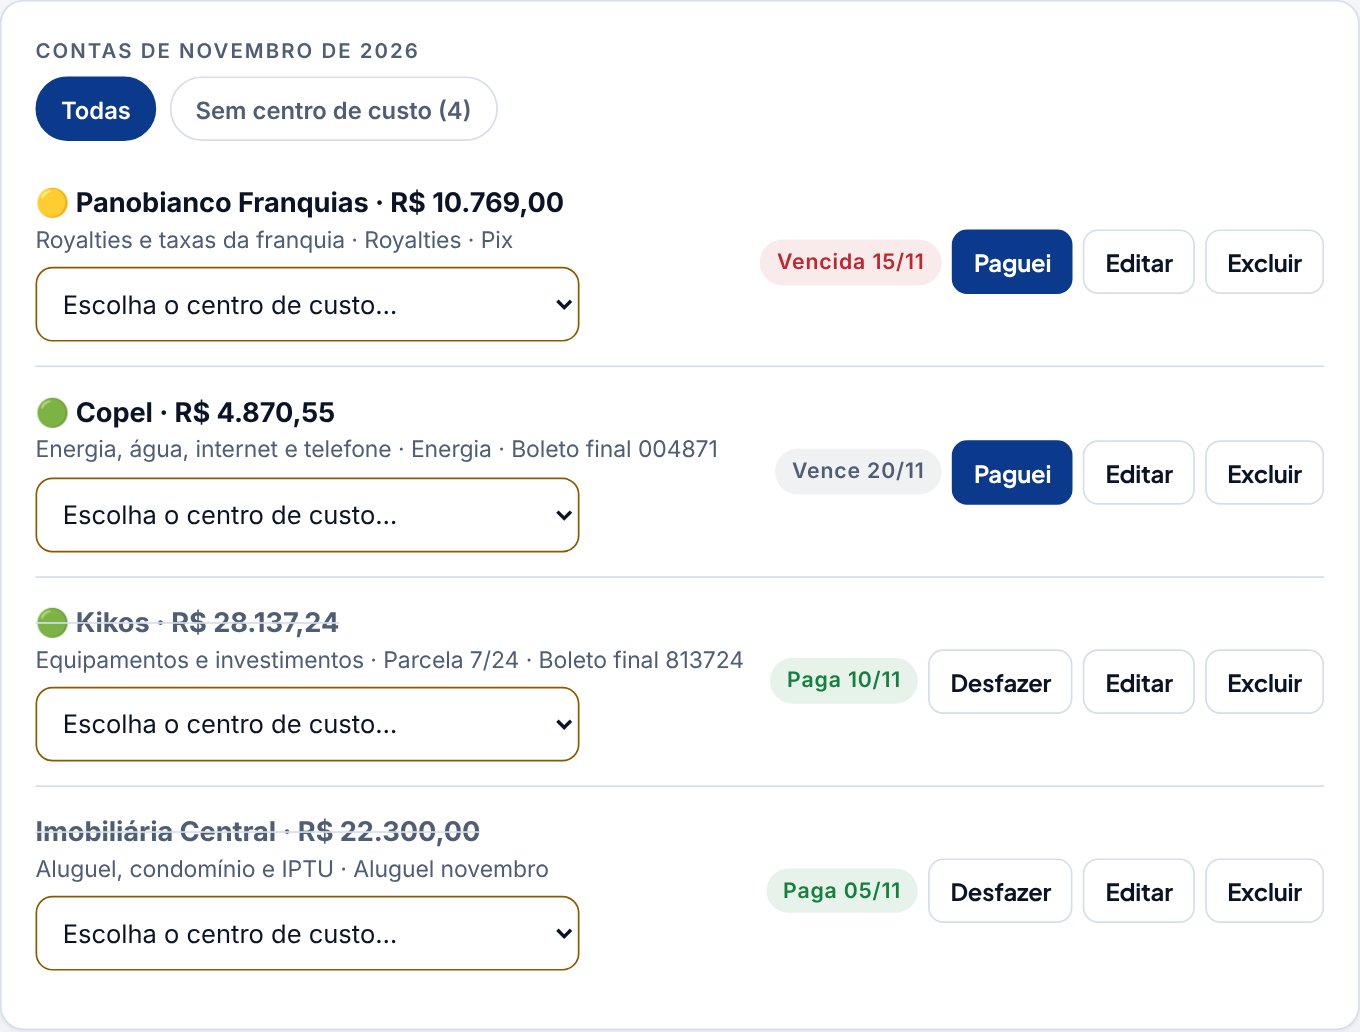 CONTAS DE NOVEMBRO DE 2026
Todas
Sem centro de custo (4)
Panobianco Franquias · R$ 10.769,00
Royalties e taxas da franquia · Royalties · Pix
Escolha o centro de custo...
Vencida 15/11
Paguei
Editar
Excluir
Copel · R$ 4.870,55
Energia, água, internet e telefone · Energia · Boleto final 004871
Escolha o centro de custo...
Vence 20/11
Paguei
Editar
Excluir
Kikos · R$ 28.137,24
Equipamentos e investimentos · Parcela 7/24 · Boleto final 813724
Escolha o centro de custo...
Paga 10/11
Desfazer
Editar
Excluir
Imobiliária Central · R$ 22.300,00
Aluguel, condomínio e IPTU · Aluguel novembro
Escolha o centro de custo...
Paga 05/11
Desfazer
Editar
Excluir